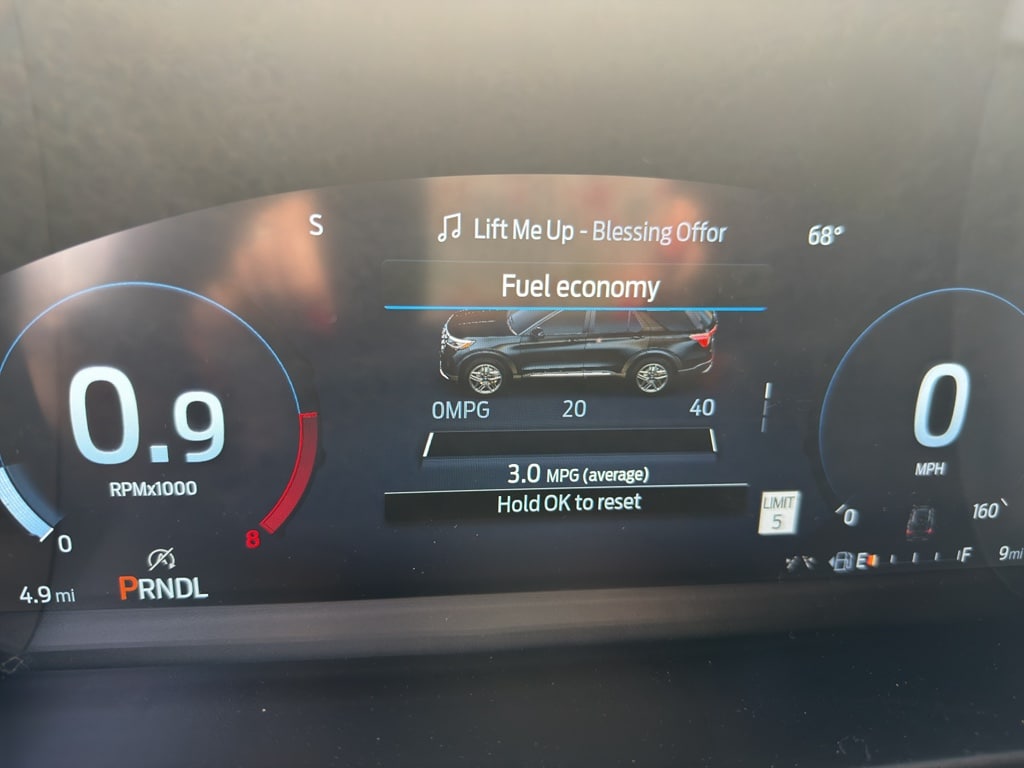 S
Lift Me Up - Blessing Offor
68°
Fuel economy
0MPG 20 40
0.9
RPMx1000
0
MPH
3.0 MPG (average)
Hold OK to reset
LIMIT
5
0
160
0
8
E F
9mi
4.9 mi
PRNDL